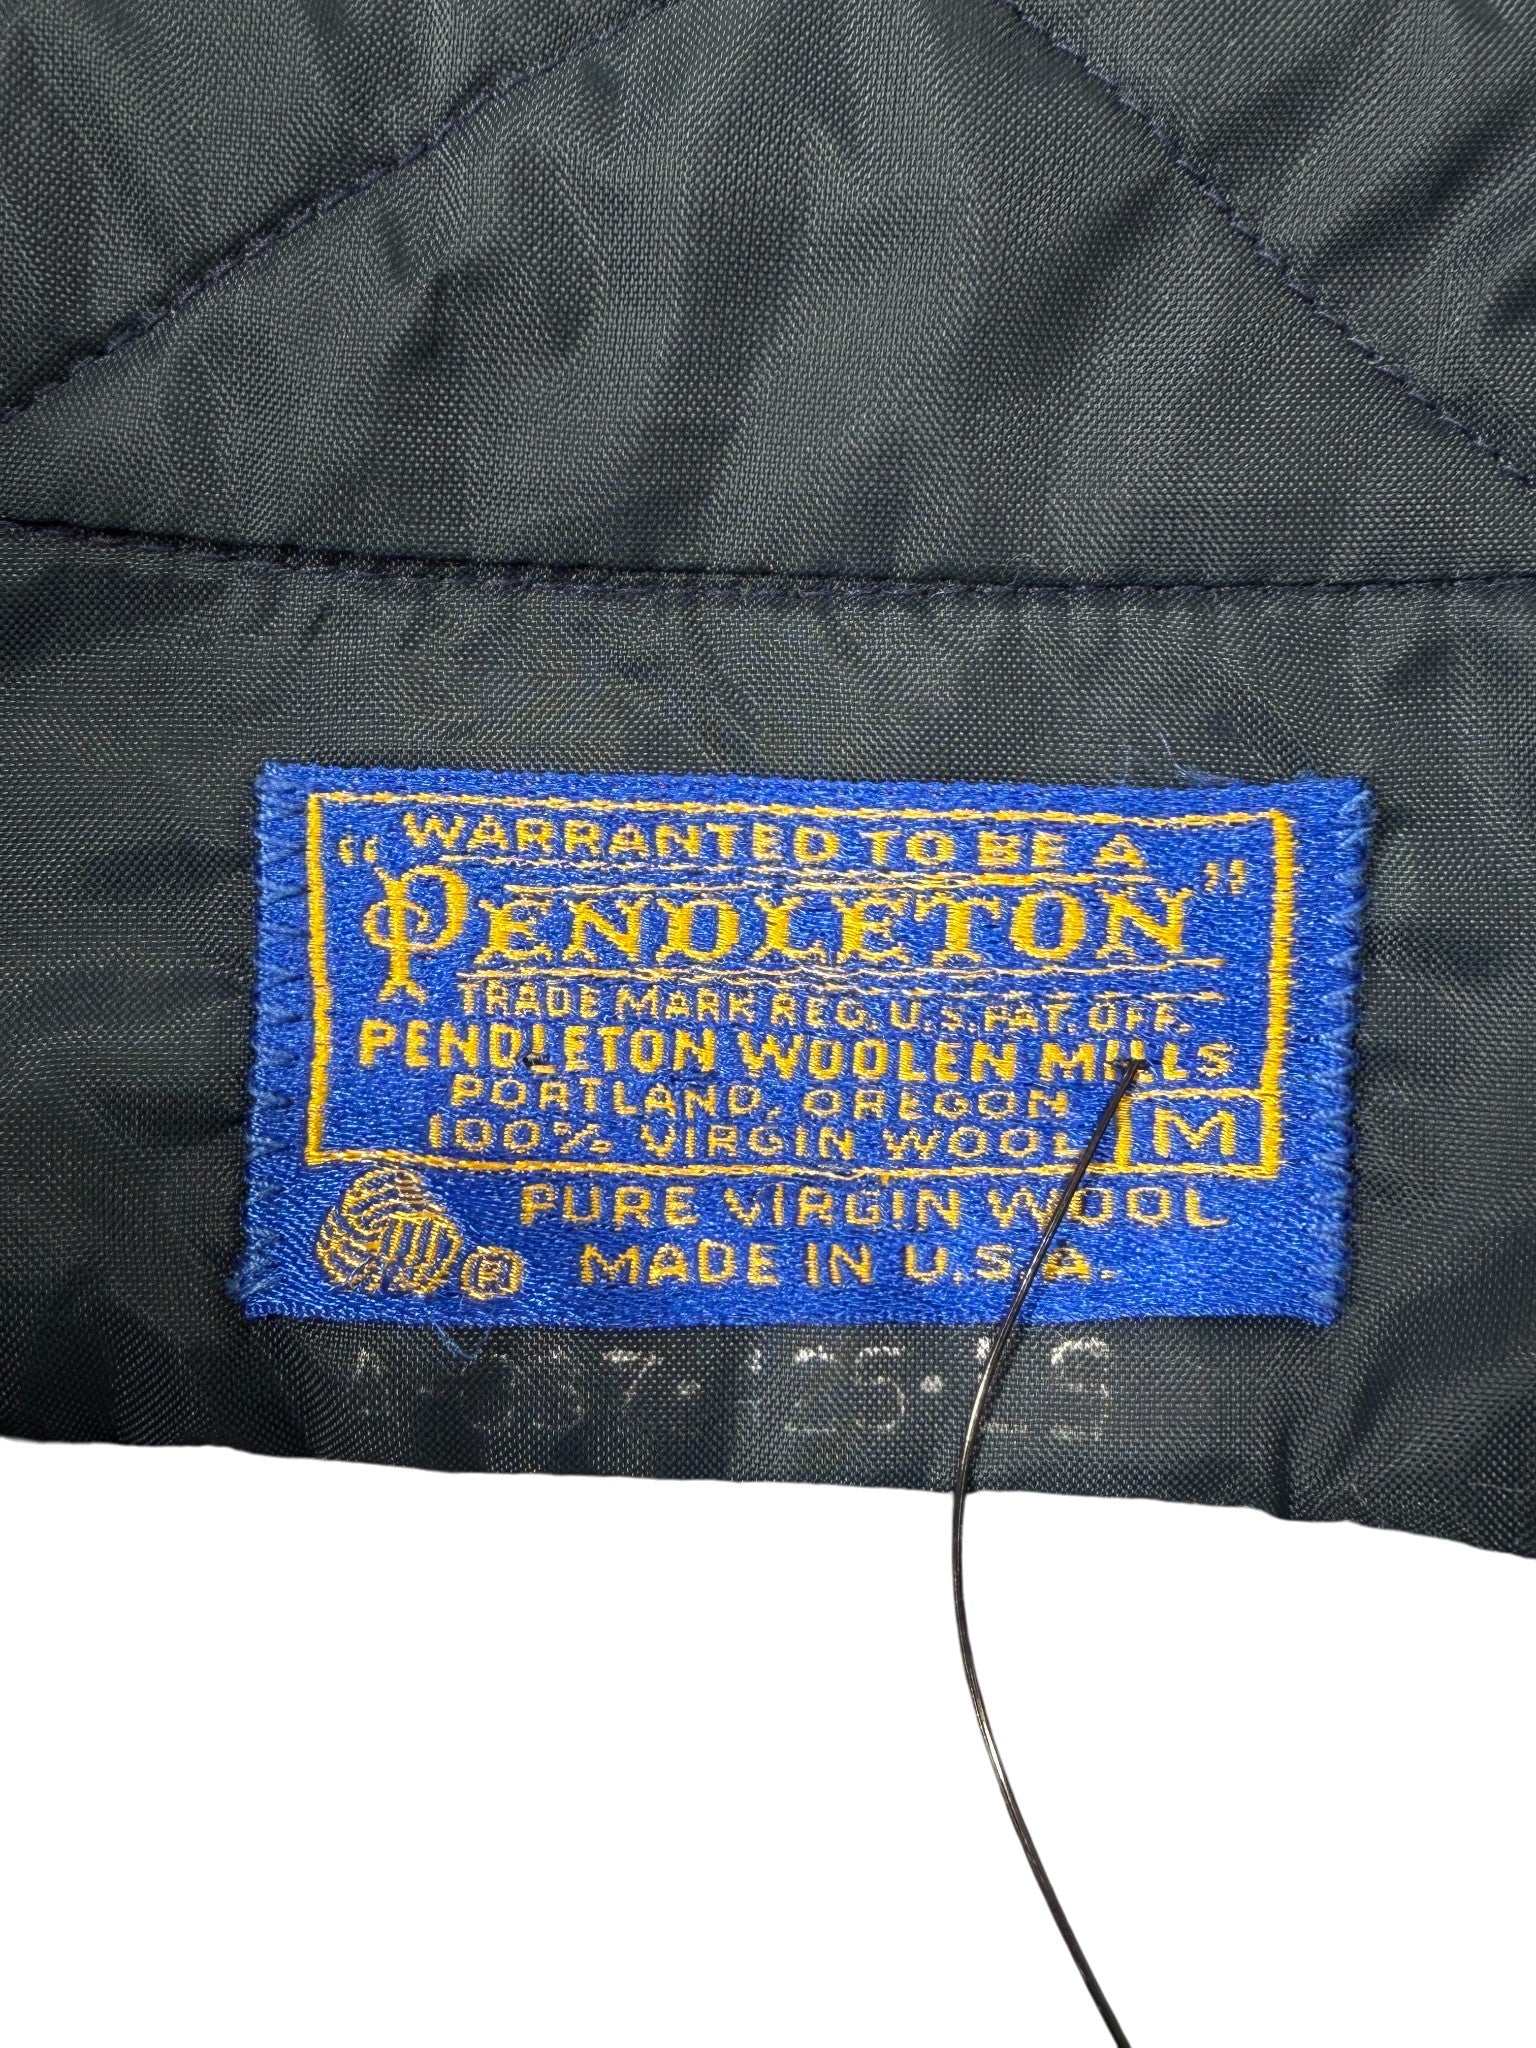 "WARRANTED TO BE A
PENDLETON"
TRADE MARK REG. U.S. PAT. OFF.
PENDLETON WOOLEN MILLS
PORTLAND, OREGON
100% VIRGIN WOOL M
PURE VIRGIN WOOL
® MADE IN U.S.A.